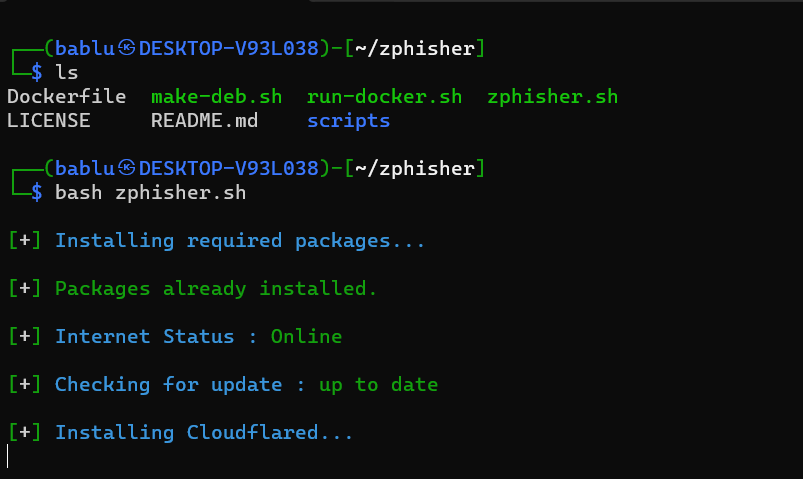 ┌──(bablu㉿DESKTOP-V93L038)-[~/zphisher]
└─$ ls
Dockerfile  make-deb.sh  run-docker.sh  zphisher.sh
LICENSE     README.md    scripts
┌──(bablu㉿DESKTOP-V93L038)-[~/zphisher]
└─$ bash zphisher.sh
[+] Installing required packages...
[+] Packages already installed.
[+] Internet Status : Online
[+] Checking for update : up to date
[+] Installing Cloudflared...